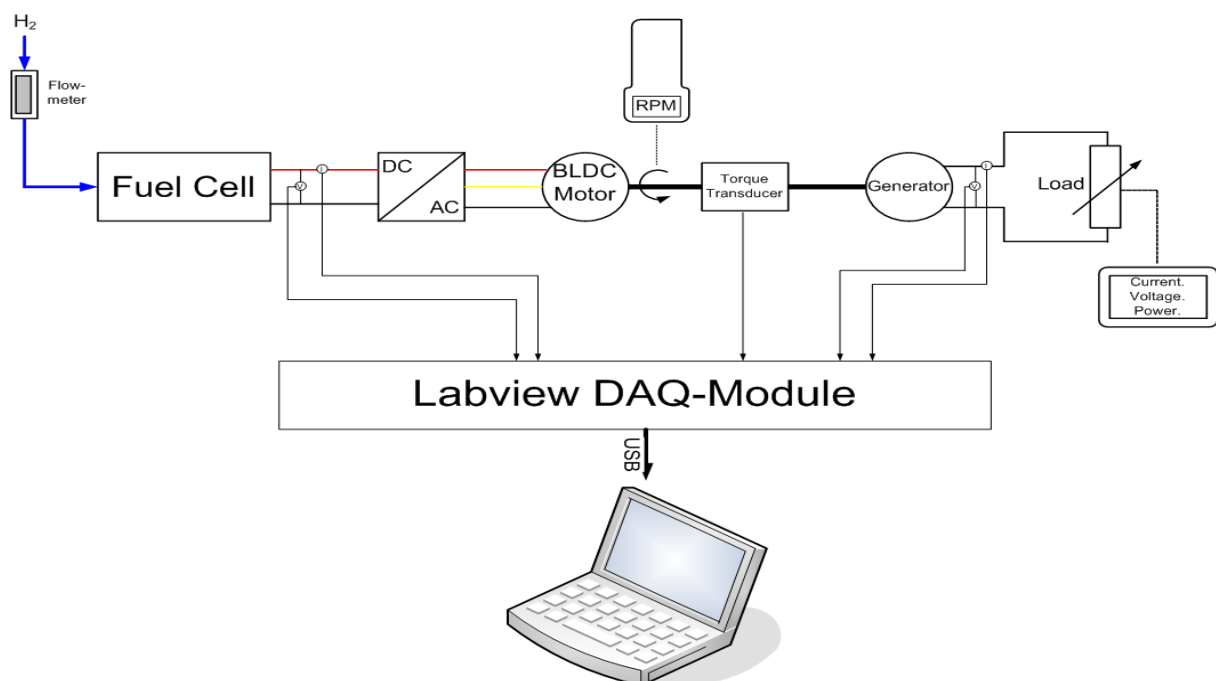 H₂
Flow-
meter
RPM
Fuel Cell
I
V
DC
AC
BLDC
Motor
Torque
Transducer
Generator
I
V
Load
Current.
Voltage.
Power.
Labview DAQ-Module
USB